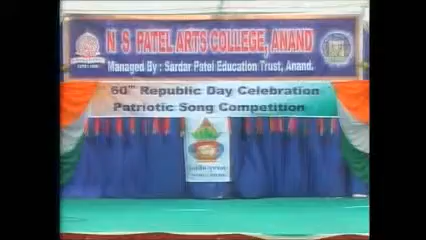 N S PATEL ARTS COLLEGE, ANAND
Managed By : Sardar Patel Education Trust, Anand.
60th Republic Day Celebration
Patriotic Song Competition